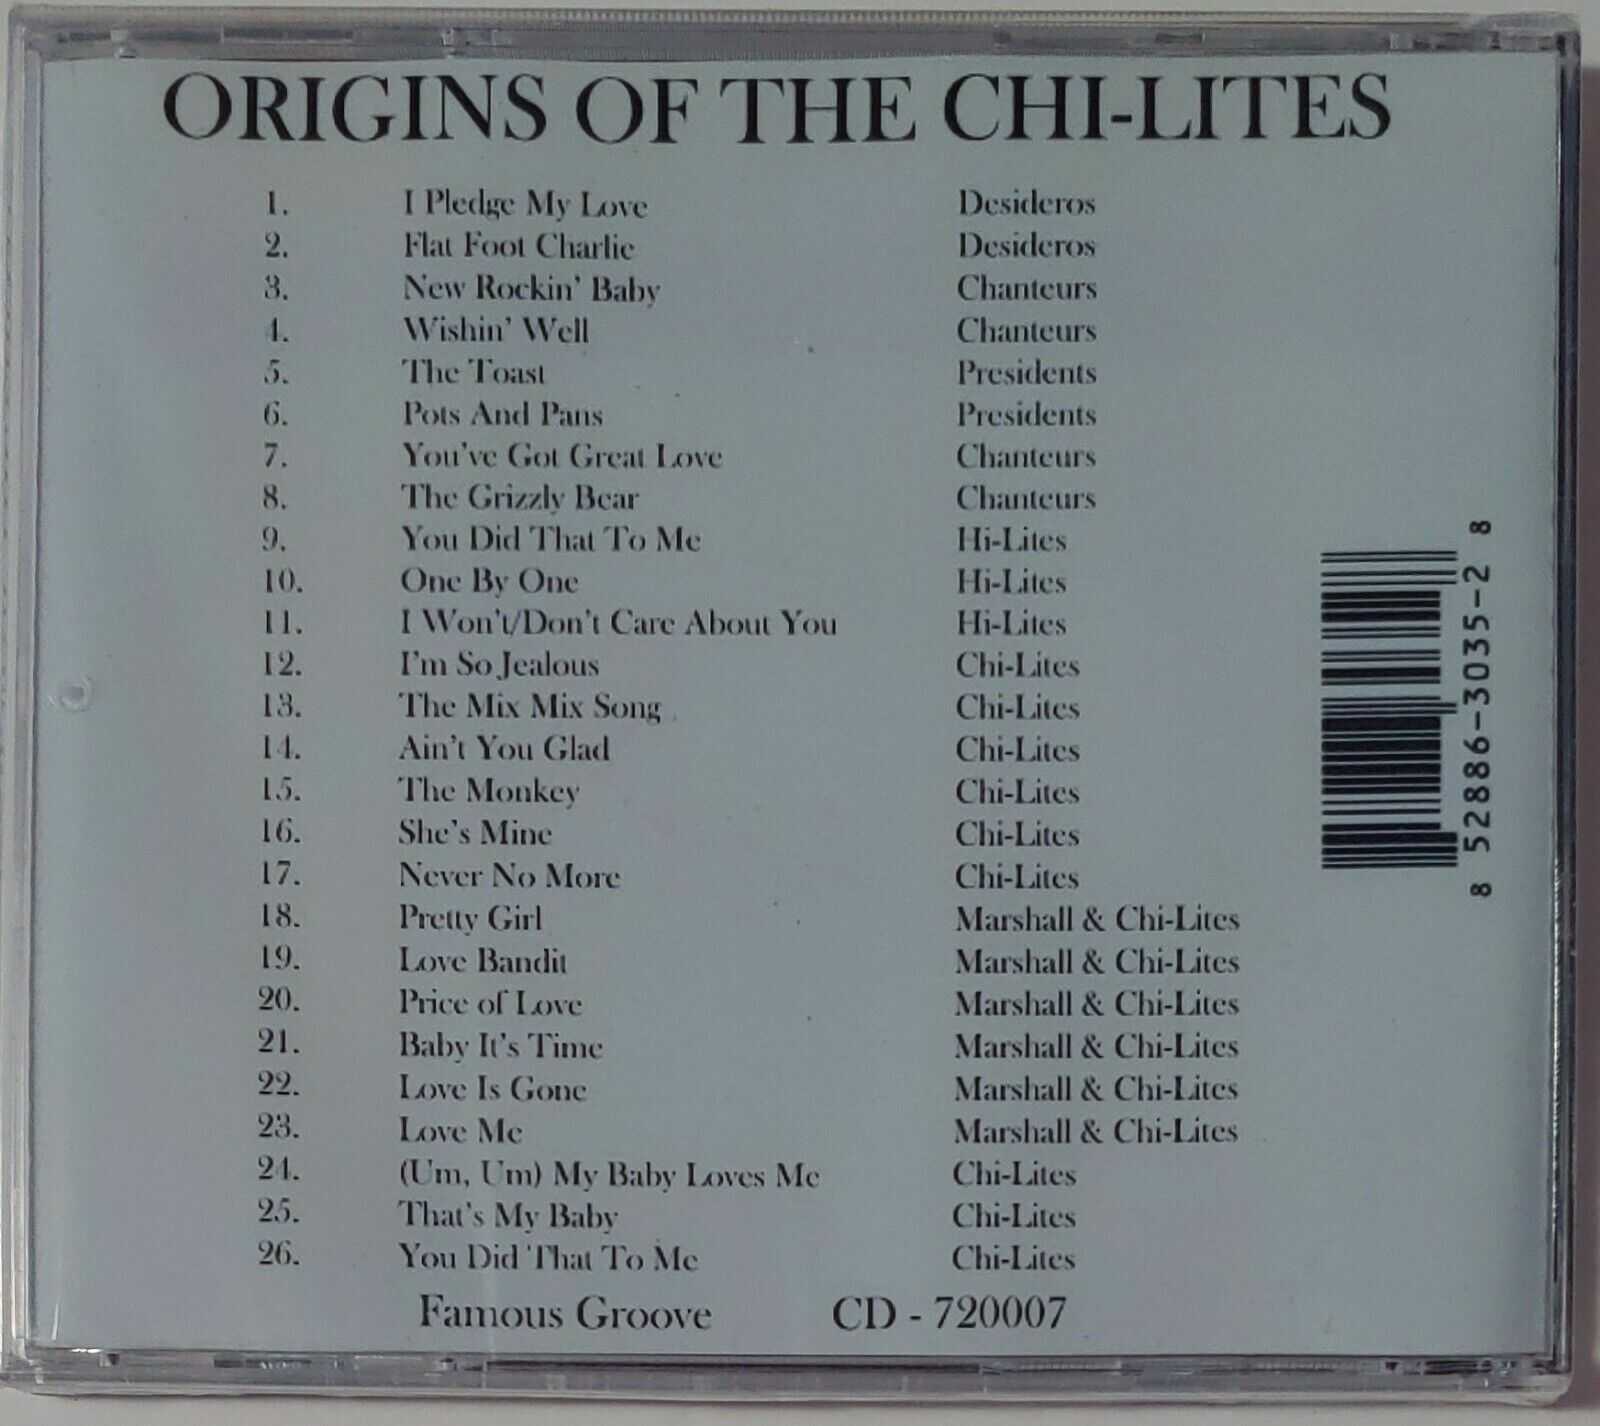 ORIGINS OF THE CHI-LITES
1. I Pledge My Love Desideros
2. Flat Foot Charlie Desideros
3. New Rockin' Baby Chanteurs
4. Wishin' Well Chanteurs
5. The Toast Presidents
6. Pots And Pans Presidents
7. You've Got Great Love Chanteurs
8. The Grizzly Bear Chanteurs
9. You Did That To Me Hi-Lites
10. One By One Hi-Lites
11. I Won't/Don't Care About You Hi-Lites
12. I'm So Jealous Chi-Lites
13. The Mix Mix Song Chi-Lites
14. Ain't You Glad Chi-Lites
15. The Monkey Chi-Lites
16. She's Mine Chi-Lites
17. Never No More Chi-Lites
18. Pretty Girl Marshall & Chi-Lites
19. Love Bandit Marshall & Chi-Lites
20. Price of Love Marshall & Chi-Lites
21. Baby It's Time Marshall & Chi-Lites
22. Love Is Gone Marshall & Chi-Lites
23. Love Me Marshall & Chi-Lites
24. (Um, Um) My Baby Loves Me Chi-Lites
25. That's My Baby Chi-Lites
26. You Did That To Me Chi-Lites
Famous Groove CD - 720007
8 52886-3035-2 8